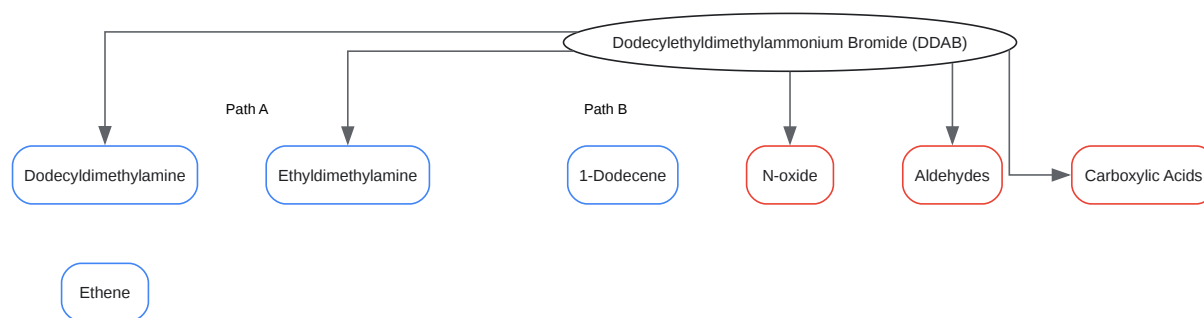 Dodecylethyldimethylammonium Bromide (DDAB)
Path A
Path B
Dodecyldimethylamine
Ethyldimethylamine
1-Dodecene
N-oxide
Aldehydes
Carboxylic Acids
Ethene